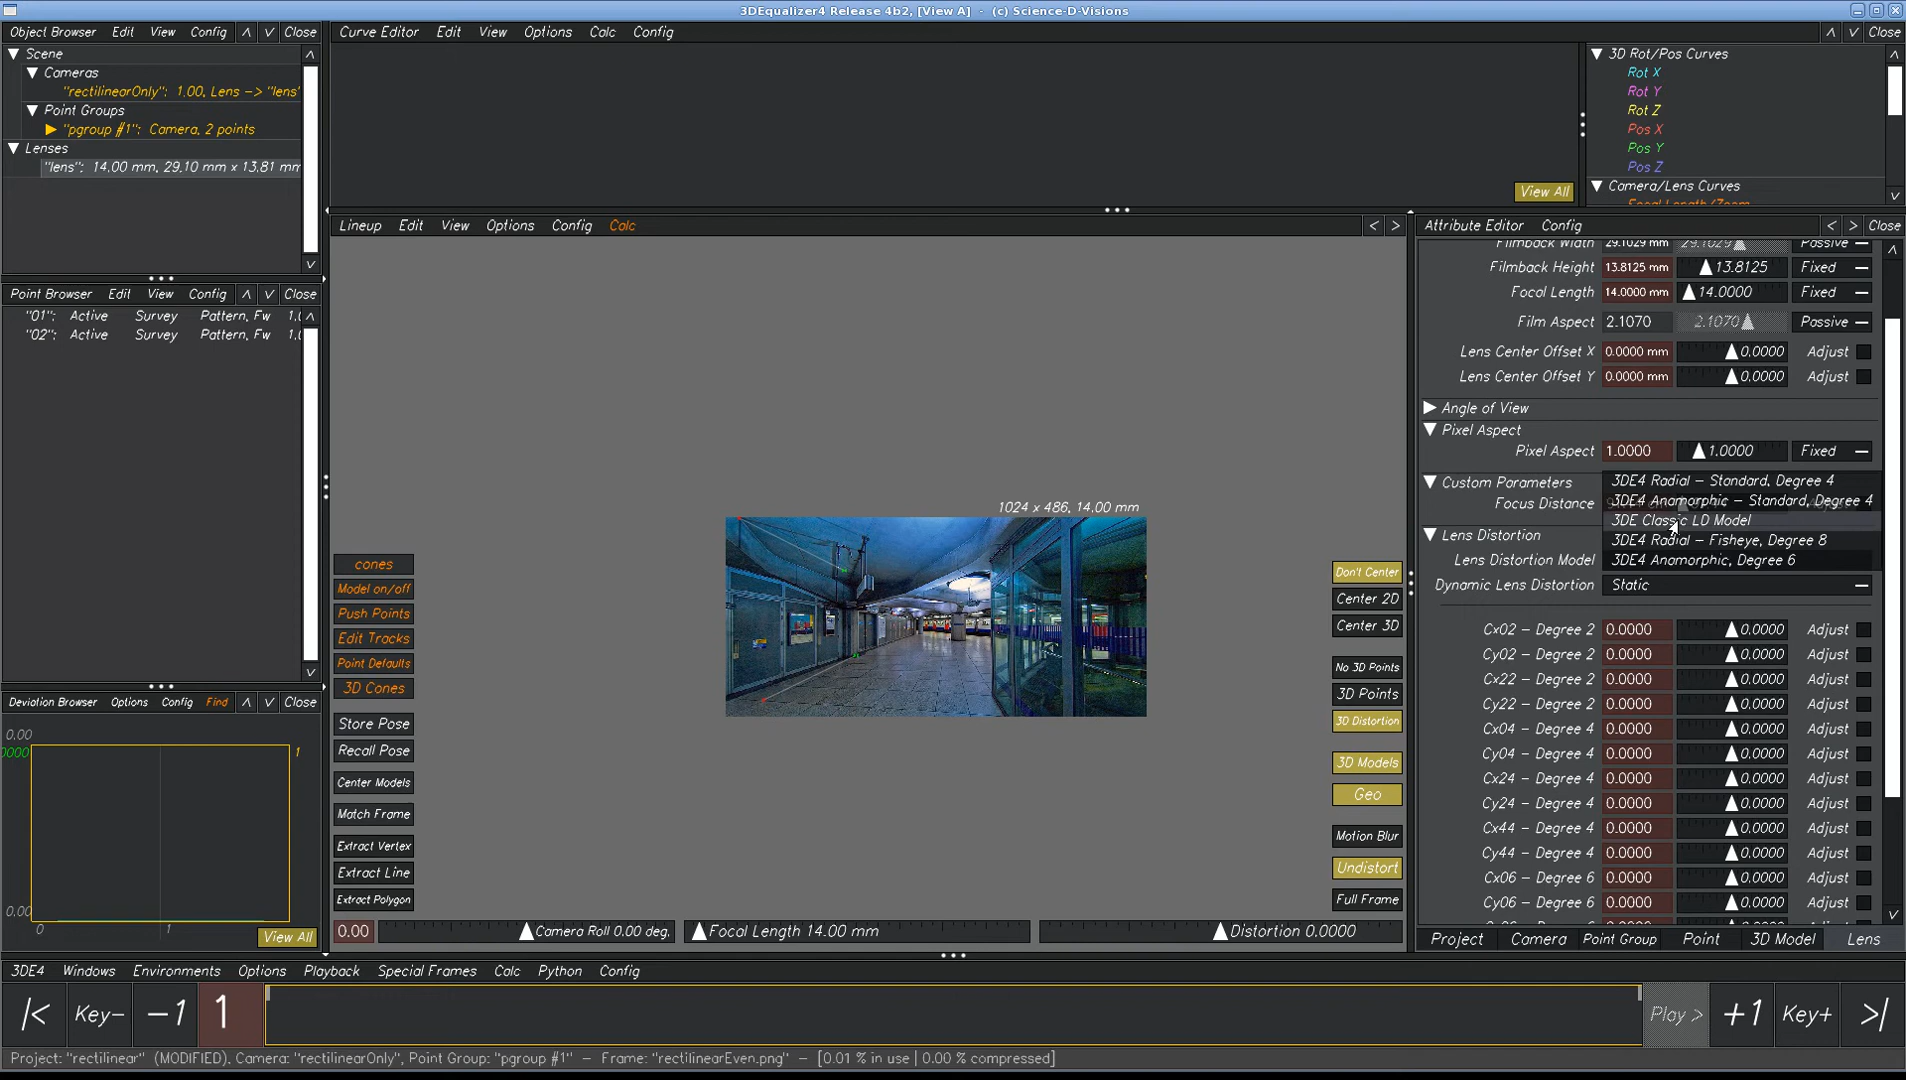 3DEqualizer4 Release 4b2, [View A]  -  (c) Science-D-Visions
Object Browser Edit View Config Close
Scene
Cameras
"rectilinearOnly": 1.00, Lens -> "lens"
Point Groups
"pgroup #1": Camera, 2 points
Lenses
"lens": 14.00 mm, 29.10 mm x 13.81 mm
Curve Editor Edit View Options Calc Config Close
View All
3D Rot/Pos Curves
Rot X
Rot Y
Rot Z
Pos X
Pos Y
Pos Z
Camera/Lens Curves
Focal Length/Zoom
Point Browser Edit View Config Close
"01": Active Survey Pattern, Fw
"02": Active Survey Pattern, Fw
Deviation Browser Options Config Find Close
0.00
0000
1
0.00
0 1
View All
Lineup Edit View Options Config Calc < >
1024 x 486, 14.00 mm
cones
Model on/off
Push Points
Edit Tracks
Point Defaults
3D Cones
Store Pose
Recall Pose
Center Models
Match Frame
Extract Vertex
Extract Line
Extract Polygon
Don't Center
Center 2D
Center 3D
No 3D Points
3D Points
3D Distortion
3D Models
Geo
Motion Blur
Undistort
Full Frame
0.00 Camera Roll 0.00 deg. Focal Length 14.00 mm Distortion 0.0000
Attribute Editor Config < > Close
Filmback Width 29.1029 mm 29.1029 Passive
Filmback Height 13.8125 mm 13.8125 Fixed
Focal Length 14.0000 mm 14.0000 Fixed
Film Aspect 2.1070 2.1070 Passive
Lens Center Offset X 0.0000 mm 0.0000 Adjust
Lens Center Offset Y 0.0000 mm 0.0000 Adjust
Angle of View
Pixel Aspect
Pixel Aspect 1.0000 1.0000 Fixed
Custom Parameters
Focus Distance
3DE4 Radial – Standard, Degree 4
3DE4 Anamorphic – Standard, Degree 4
3DE Classic LD Model
3DE4 Radial – Fisheye, Degree 8
3DE4 Anamorphic, Degree 6
Lens Distortion
Lens Distortion Model
Dynamic Lens Distortion Static
Cx02 – Degree 2 0.0000 0.0000 Adjust
Cy02 – Degree 2 0.0000 0.0000 Adjust
Cx22 – Degree 2 0.0000 0.0000 Adjust
Cy22 – Degree 2 0.0000 0.0000 Adjust
Cx04 – Degree 4 0.0000 0.0000 Adjust
Cy04 – Degree 4 0.0000 0.0000 Adjust
Cx24 – Degree 4 0.0000 0.0000 Adjust
Cy24 – Degree 4 0.0000 0.0000 Adjust
Cx44 – Degree 4 0.0000 0.0000 Adjust
Cy44 – Degree 4 0.0000 0.0000 Adjust
Cx06 – Degree 6 0.0000 0.0000 Adjust
Cy06 – Degree 6 0.0000 0.0000 Adjust
Project Camera Point Group Point 3D Model Lens
3DE4 Windows Environments Options Playback Special Frames Calc Python Config
|< Key– –1 1 Play > +1 Key+ >|
Project: "rectilinear" (MODIFIED), Camera: "rectilinearOnly", Point Group: "pgroup #1" – Frame: "rectilinearEven.png" – [0.01 % in use | 0.00 % compressed]